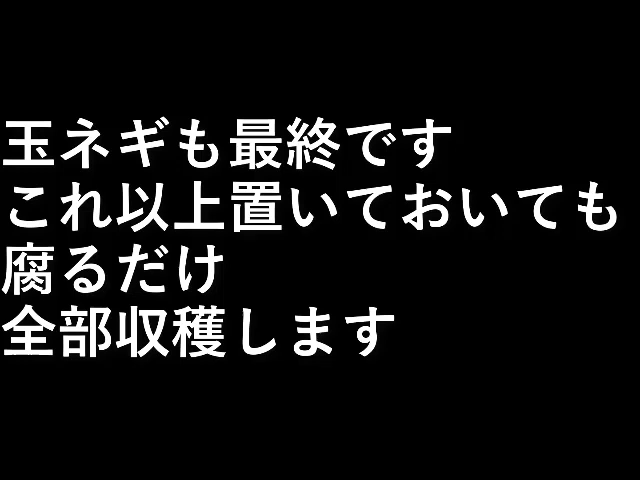 玉ネギも最終です
これ以上置いておいても
腐るだけ
全部収穫します